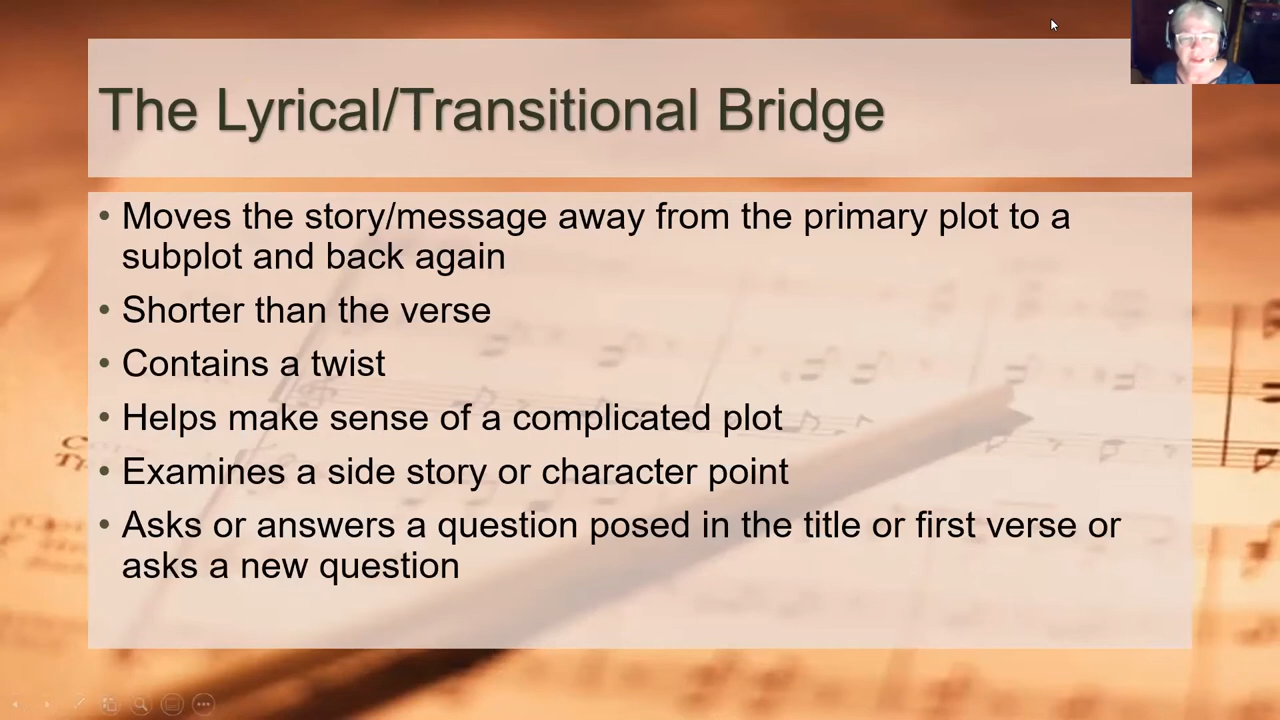 The Lyrical/Transitional Bridge
• Moves the story/message away from the primary plot to a
subplot and back again
• Shorter than the verse
• Contains a twist
• Helps make sense of a complicated plot
• Examines a side story or character point
• Asks or answers a question posed in the title or first verse or
asks a new question